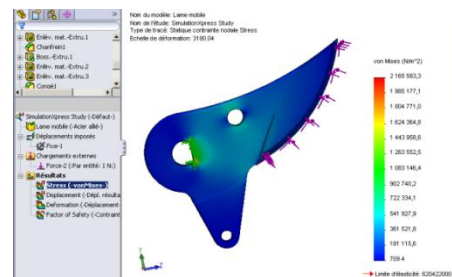 Nom du modèle: Lame mobile
Nom de l'étude: SimulationXpress Study
Type de tracé: Statique contrainte nodale Stress
Echelle de déformation: 3180.04
Enlèv. mat.-Extru.1
Chanfrein1
Boss.-Extru.1
Enlèv. mat.-Extru.2
Enlèv. mat.-Extru.3
Congé1
SimulationXpress Study (-Défaut-)
Lame mobile (-Acier allié-)
Déplacements imposés
Fixe-1
Chargements externes
Force-2 (:Par entité: 1 N:)
Résultats
Stress (-vonMises-)
Displacement (-Dépl. résulta
Deformation (-Déplacement-
Factor of Safety (-Contraint
von Mises (N/m^2)
2 165 583,3
1 985 177,1
1 804 771,0
1 624 364,8
1 443 958,6
1 263 552,5
1 083 146,4
902 740,2
722 334,1
541 927,9
361 521,8
181 115,6
709.4
Limite d'élasticité: 620422000